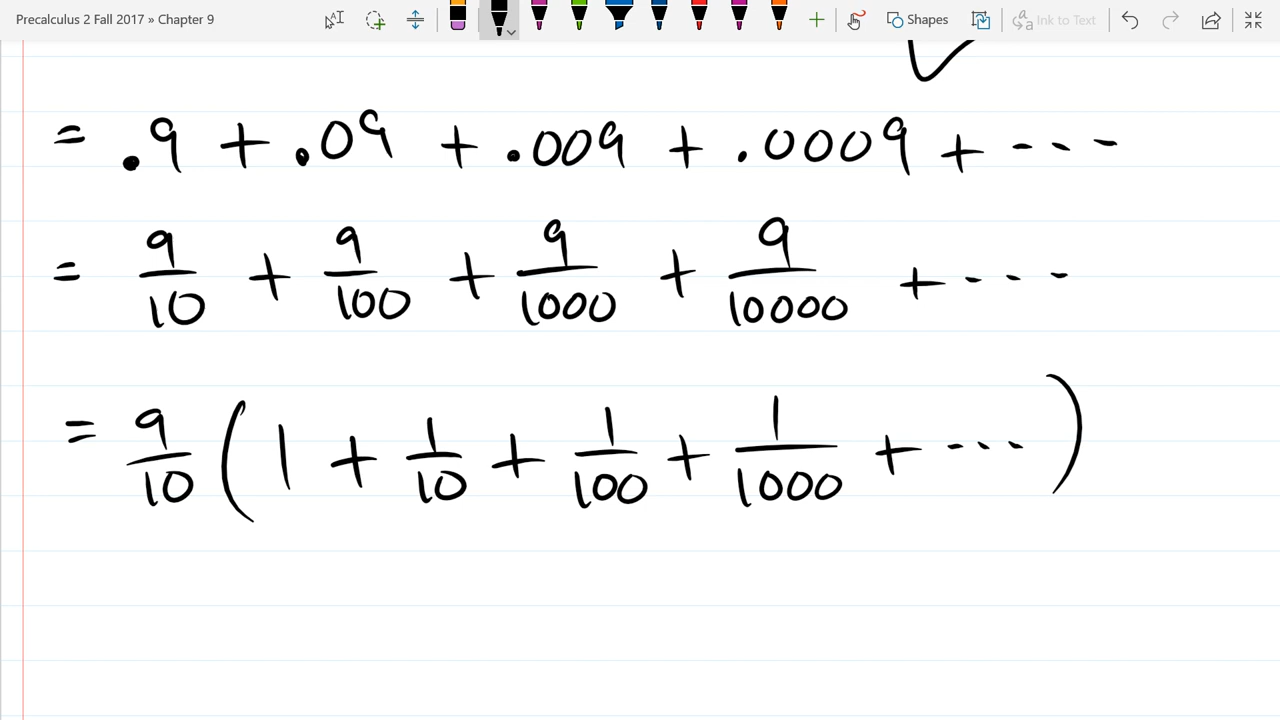 Precalculus 2 Fall 2017 » Chapter 9 Shapes Ink to Text
= .9 + .09 + .009 + .0009 + ---
= 9/10 + 9/100 + 9/1000 + 9/10000 + ---
= 9/10 ( 1 + 1/10 + 1/100 + 1/1000 + --- )